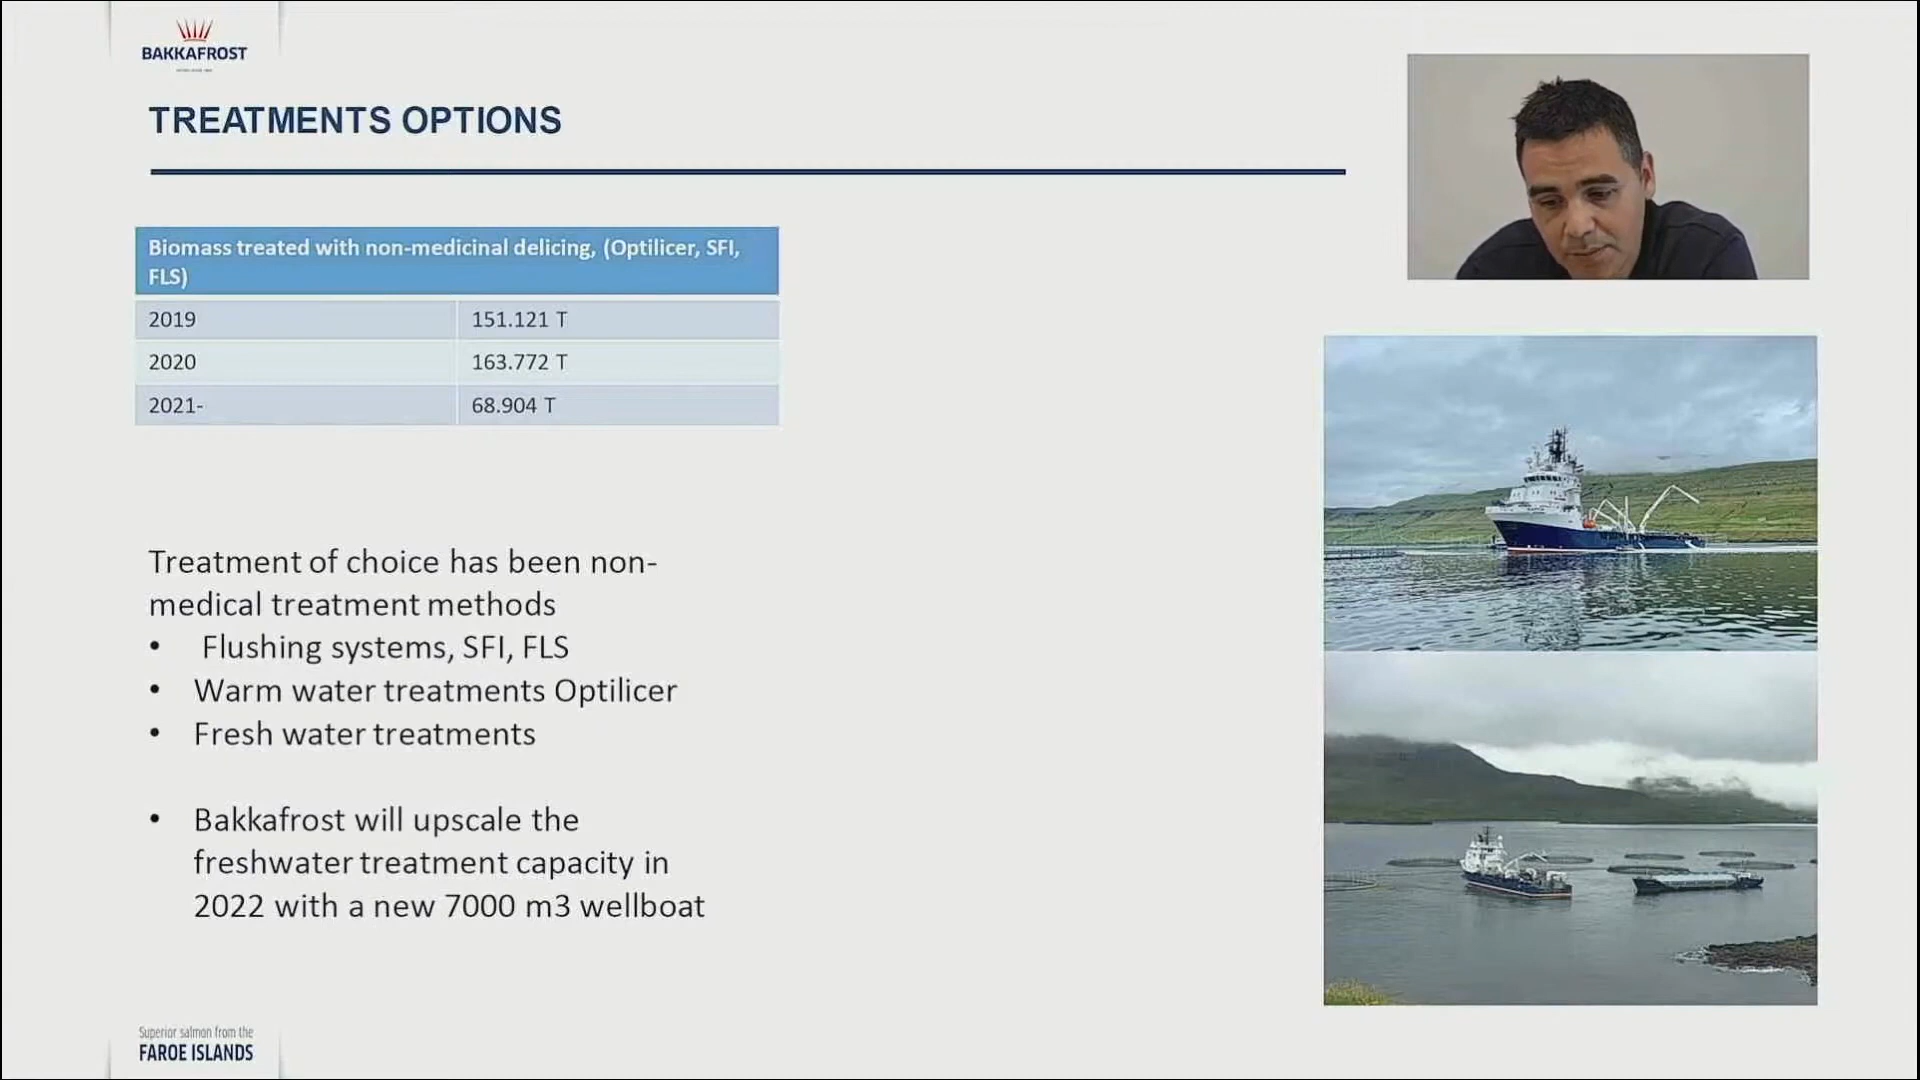 BAKKAFROST
TREATMENTS OPTIONS
Biomass treated with non-medicinal delicing, (Optilicer, SFI,
FLS)
2019 151.121 T
2020 163.772 T
2021- 68.904 T
Treatment of choice has been non-
medical treatment methods
• Flushing systems, SFI, FLS
• Warm water treatments Optilicer
• Fresh water treatments
• Bakkafrost will upscale the
freshwater treatment capacity in
2022 with a new 7000 m3 wellboat
Superior salmon from the
FAROE ISLANDS